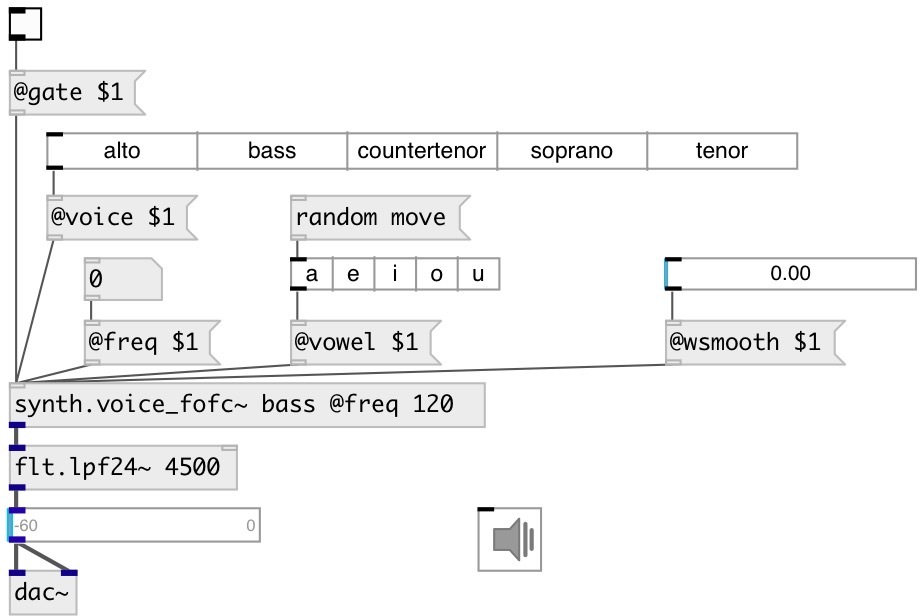 @gate $1
alto bass countertenor soprano tenor
@voice $1 random move
0 a e i o u 0.00
@freq $1 @vowel $1 @wsmooth $1
synth.voice_fofc~ bass @freq 120
flt.lpf24~ 4500
-60 0
dac~